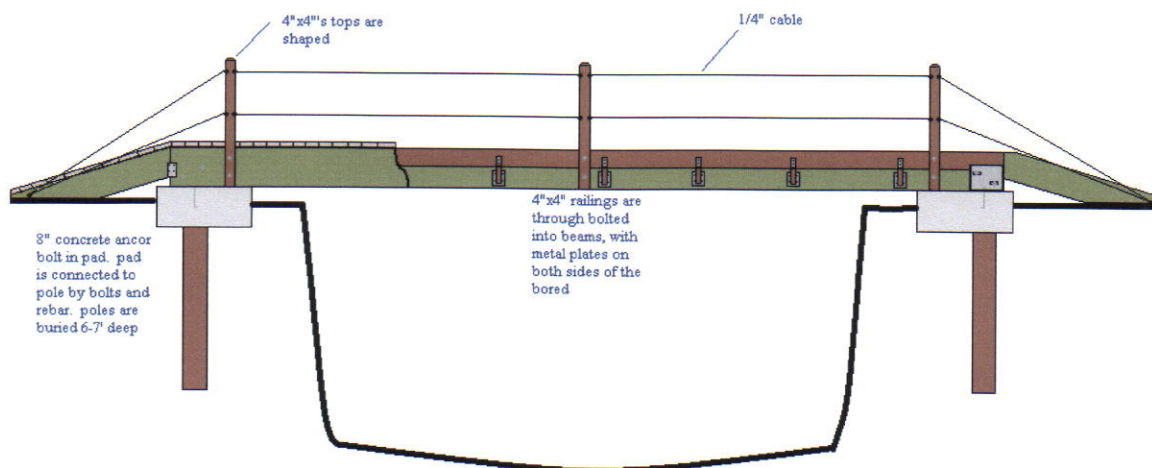 4"x4"'s tops are
shaped
1/4" cable
8" concrete ancor
bolt in pad.  pad
is connected to
pole by bolts and
rebar.  poles are
buried 6-7' deep
4"x4" railings are
through bolted
into beams, with
metal plates on
both sides of the
bored